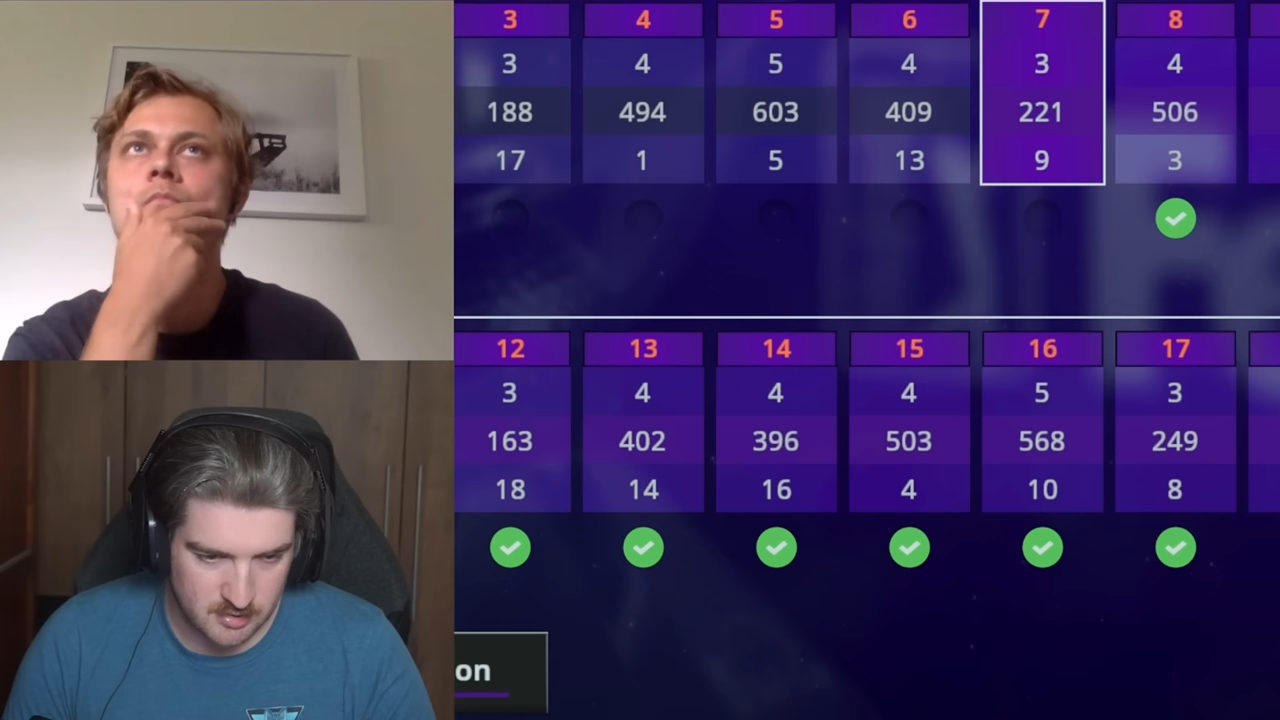 3 4 5 6 7 8
3 4 5 4 3 4
188 494 603 409 221 506
17 1 5 13 9 3
12 13 14 15 16 17
3 4 4 4 5 3
163 402 396 503 568 249
18 14 16 4 10 8
on